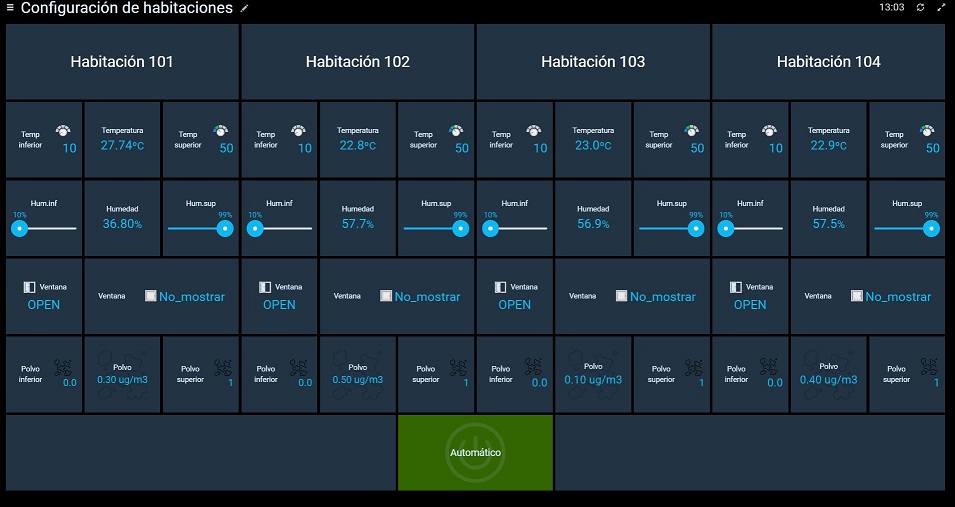 Configuración de habitaciones
13:03
Habitación 101
Habitación 102
Habitación 103
Habitación 104
Temp inferior
10
Temperatura
27.74ºC
Temp superior
50
Temp inferior
10
Temperatura
22.8ºC
Temp superior
50
Temp inferior
10
Temperatura
23.0ºC
Temp superior
50
Temp inferior
10
Temperatura
22.9ºC
Temp superior
50
Hum.inf
10%
Humedad
36.80%
Hum.sup
99%
Hum.inf
10%
Humedad
57.7%
Hum.sup
99%
Hum.inf
10%
Humedad
56.9%
Hum.sup
99%
Hum.inf
10%
Humedad
57.5%
Hum.sup
99%
Ventana
OPEN
Ventana
No_mostrar
Ventana
OPEN
Ventana
No_mostrar
Ventana
OPEN
Ventana
No_mostrar
Ventana
OPEN
Ventana
No_mostrar
Polvo inferior
0.0
Polvo
0.30 ug/m3
Polvo superior
1
Polvo inferior
0.0
Polvo
0.50 ug/m3
Polvo superior
1
Polvo inferior
0.0
Polvo
0.10 ug/m3
Polvo superior
1
Polvo inferior
0.0
Polvo
0.40 ug/m3
Polvo superior
1
Automático